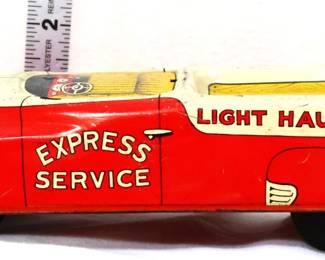 2
LIGHT HAU
EXPRESS
SERVICE